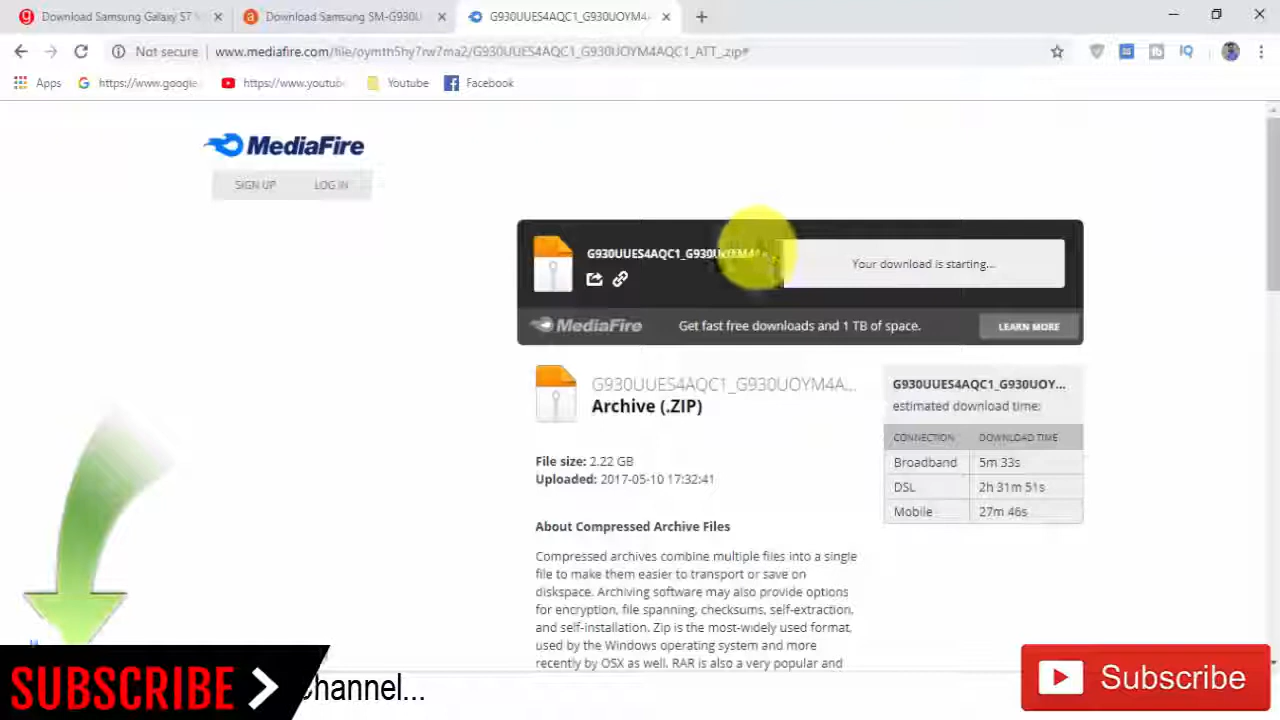 Download Samsung Galaxy S7
Download Samsung SM-G930U
G930UUES4AQC1_G930UOYM4
Not secure
www.mediafire.com/file/oymth5hy7rw7ma2/G930UUES4AQC1_G930UOYM4AQC1_ATT_.zip#
Apps
https://www.google
https://www.youtub
Youtube
Facebook
MediaFire
SIGN UP
LOG IN
G930UUES4AQC1_G930UOYM4A
Your download is starting...
MediaFire
Get fast free downloads and 1 TB of space.
LEARN MORE
G930UUES4AQC1_G930UOYM4A...
Archive (.ZIP)
File size: 2.22 GB
Uploaded: 2017-05-10 17:32:41
About Compressed Archive Files
Compressed archives combine multiple files into a single
file to make them easier to transport or save on
diskspace. Archiving software may also provide options
for encryption, file spanning, checksums, self-extraction,
and self-installation. Zip is the most-widely used format,
used by the Windows operating system and more
recently by OSX as well. RAR is also a very popular and
G930UUES4AQC1_G930UOY...
estimated download time:
CONNECTION DOWNLOAD TIME
Broadband 5m 33s
DSL 2h 31m 51s
Mobile 27m 46s
SUBSCRIBE
Channel...
Subscribe